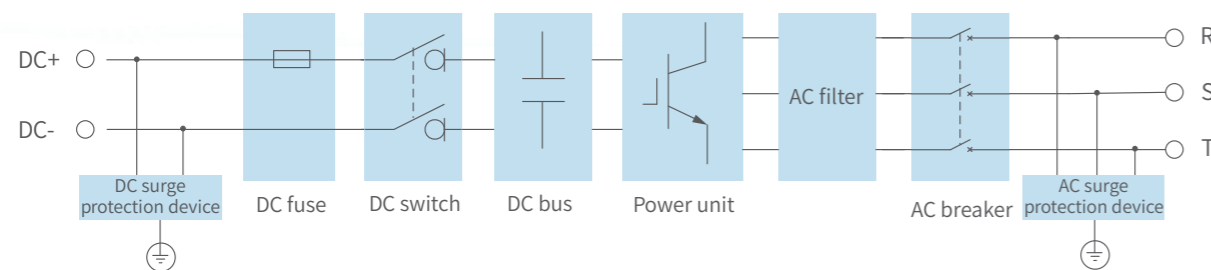 DC+
DC-
DC surge
protection device
DC fuse
DC switch
DC bus
Power unit
AC filter
AC breaker
AC surge
protection device
R
S
T